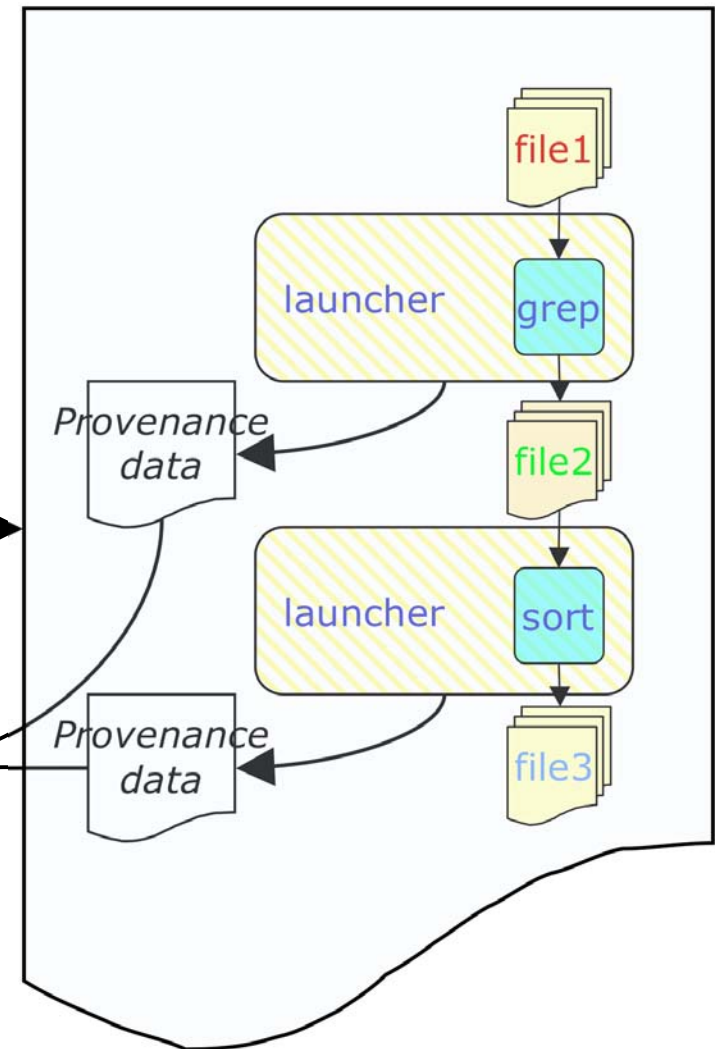 file1
launcher
grep
Provenance
data
file2
launcher
sort
Provenance
data
file3